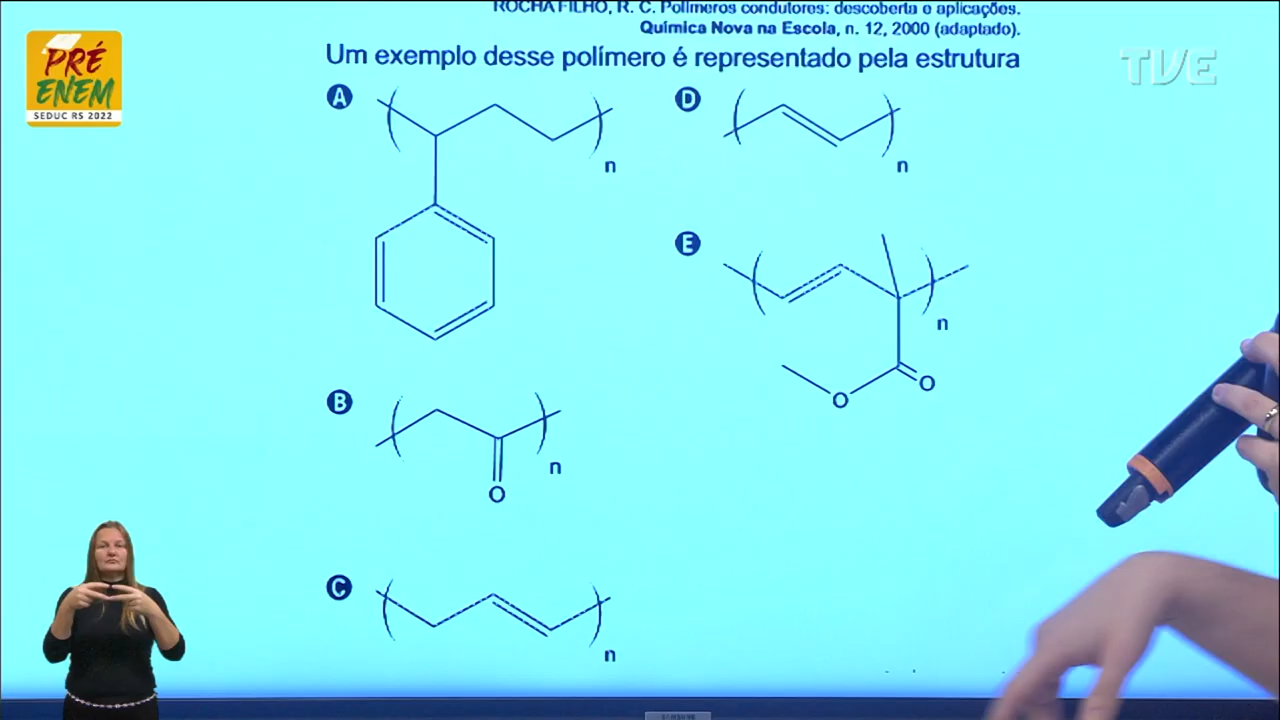 ROCHA FILHO, R. C. Polímeros condutores: descoberta e aplicações.
Química Nova na Escola, n. 12, 2000 (adaptado).
Um exemplo desse polímero é representado pela estrutura
PRÉ
ENEM
SEDUC RS 2022
TVE
A
n
D
n
E
n
O
O
B
n
O
C
n
SAMSUNG